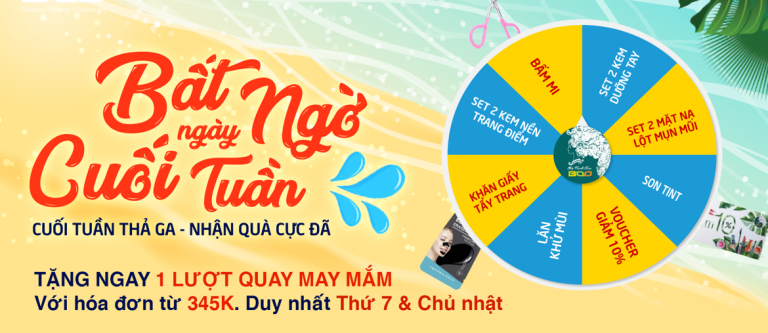 Bất Ngờ
ngày
Cuối Tuần
CUỐI TUẦN THẢ GA - NHẬN QUÀ CỰC ĐÃ
TẶNG NGAY 1 LƯỢT QUAY MAY MẮM
Với hóa đơn từ 345K. Duy nhất Thứ 7 & Chủ nhật
BẤM MI
SET 2 KEM
DƯỠNG TAY
SET 2 MẶT NẠ
LỘT MỤN MŨI
SON TINT
VOUCHER
GIẢM 10%
LĂN
KHỬ MÙI
KHĂN GIẤY
TẨY TRANG
SET 2 KEM NỀN
TRANG ĐIỂM